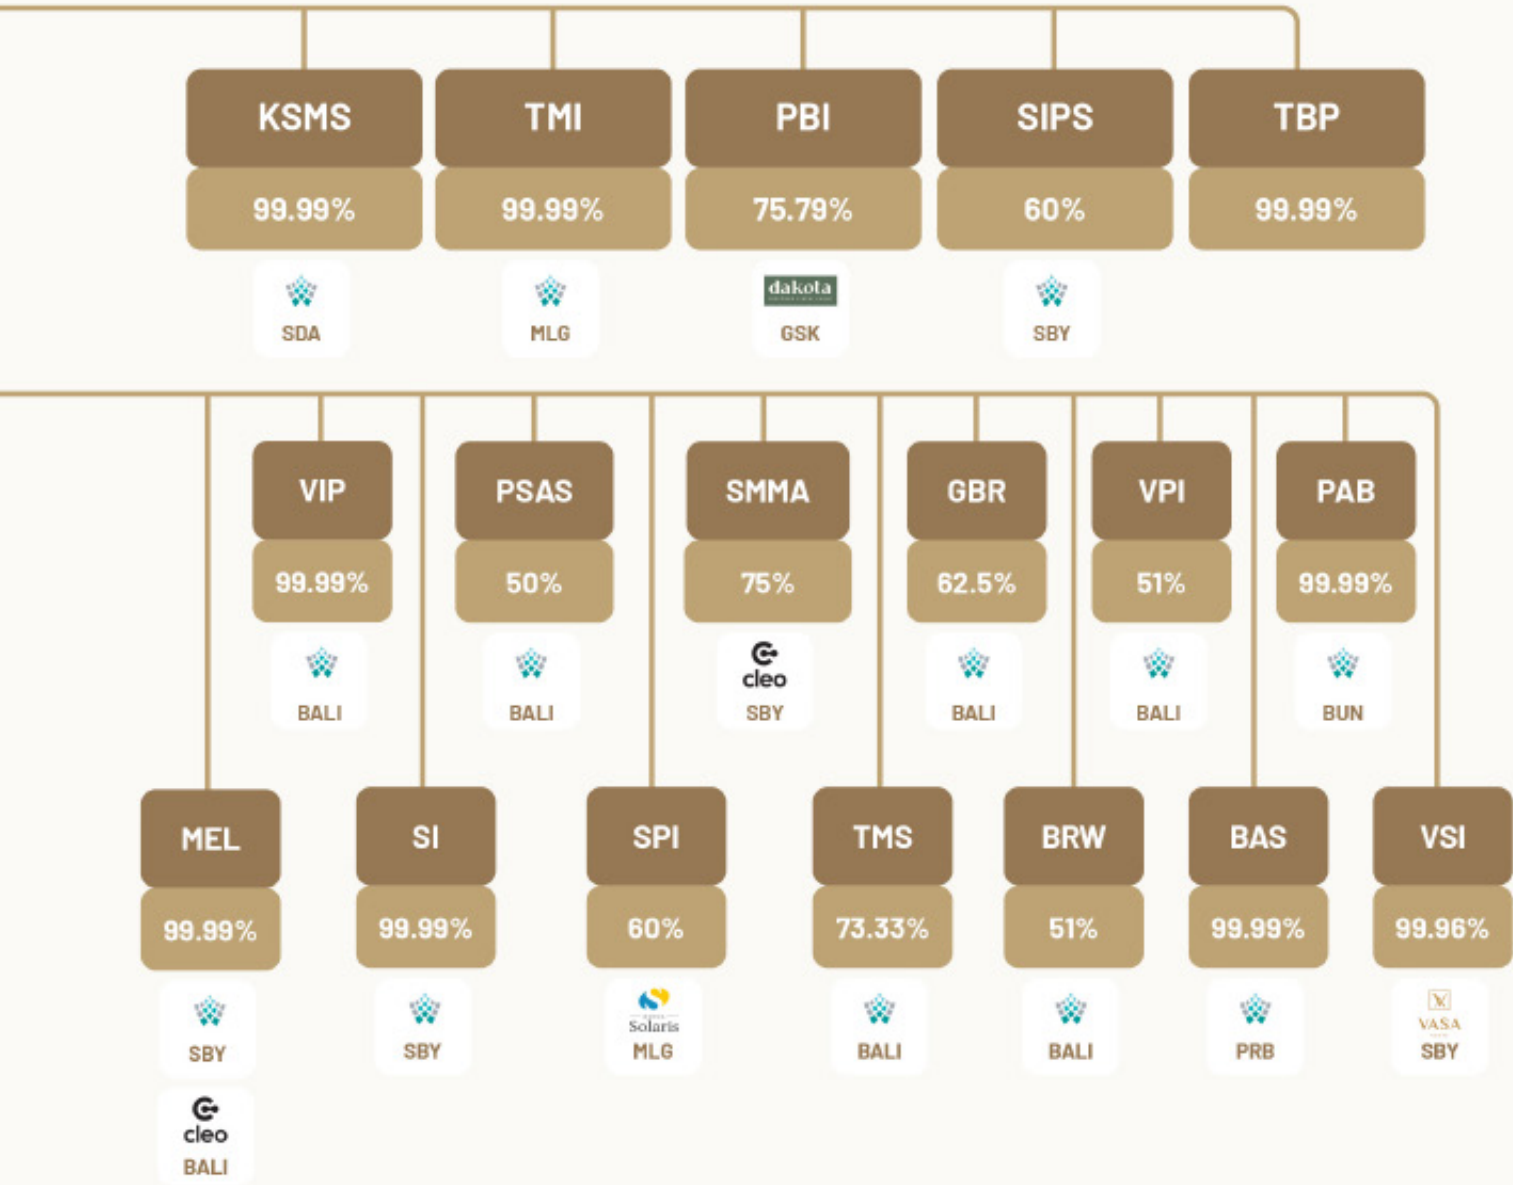 KSMS
TMI
PBI
SIPS
TBP
99.99%
99.99%
75.79%
60%
99.99%
dakota
SDA
MLG
GSK
SBY
VIP
PSAS
SMMA
GBR
VPI
PAB
99.99%
50%
75%
62.5%
51%
99.99%
cleo
BALI
BALI
SBY
BALI
BALI
BUN
MEL
SI
SPI
TMS
BRW
BAS
VSI
99.99%
99.99%
60%
73.33%
51%
99.99%
99.96%
Solaris
VASA
SBY
SBY
MLG
BALI
BALI
PRB
SBY
cleo
BALI